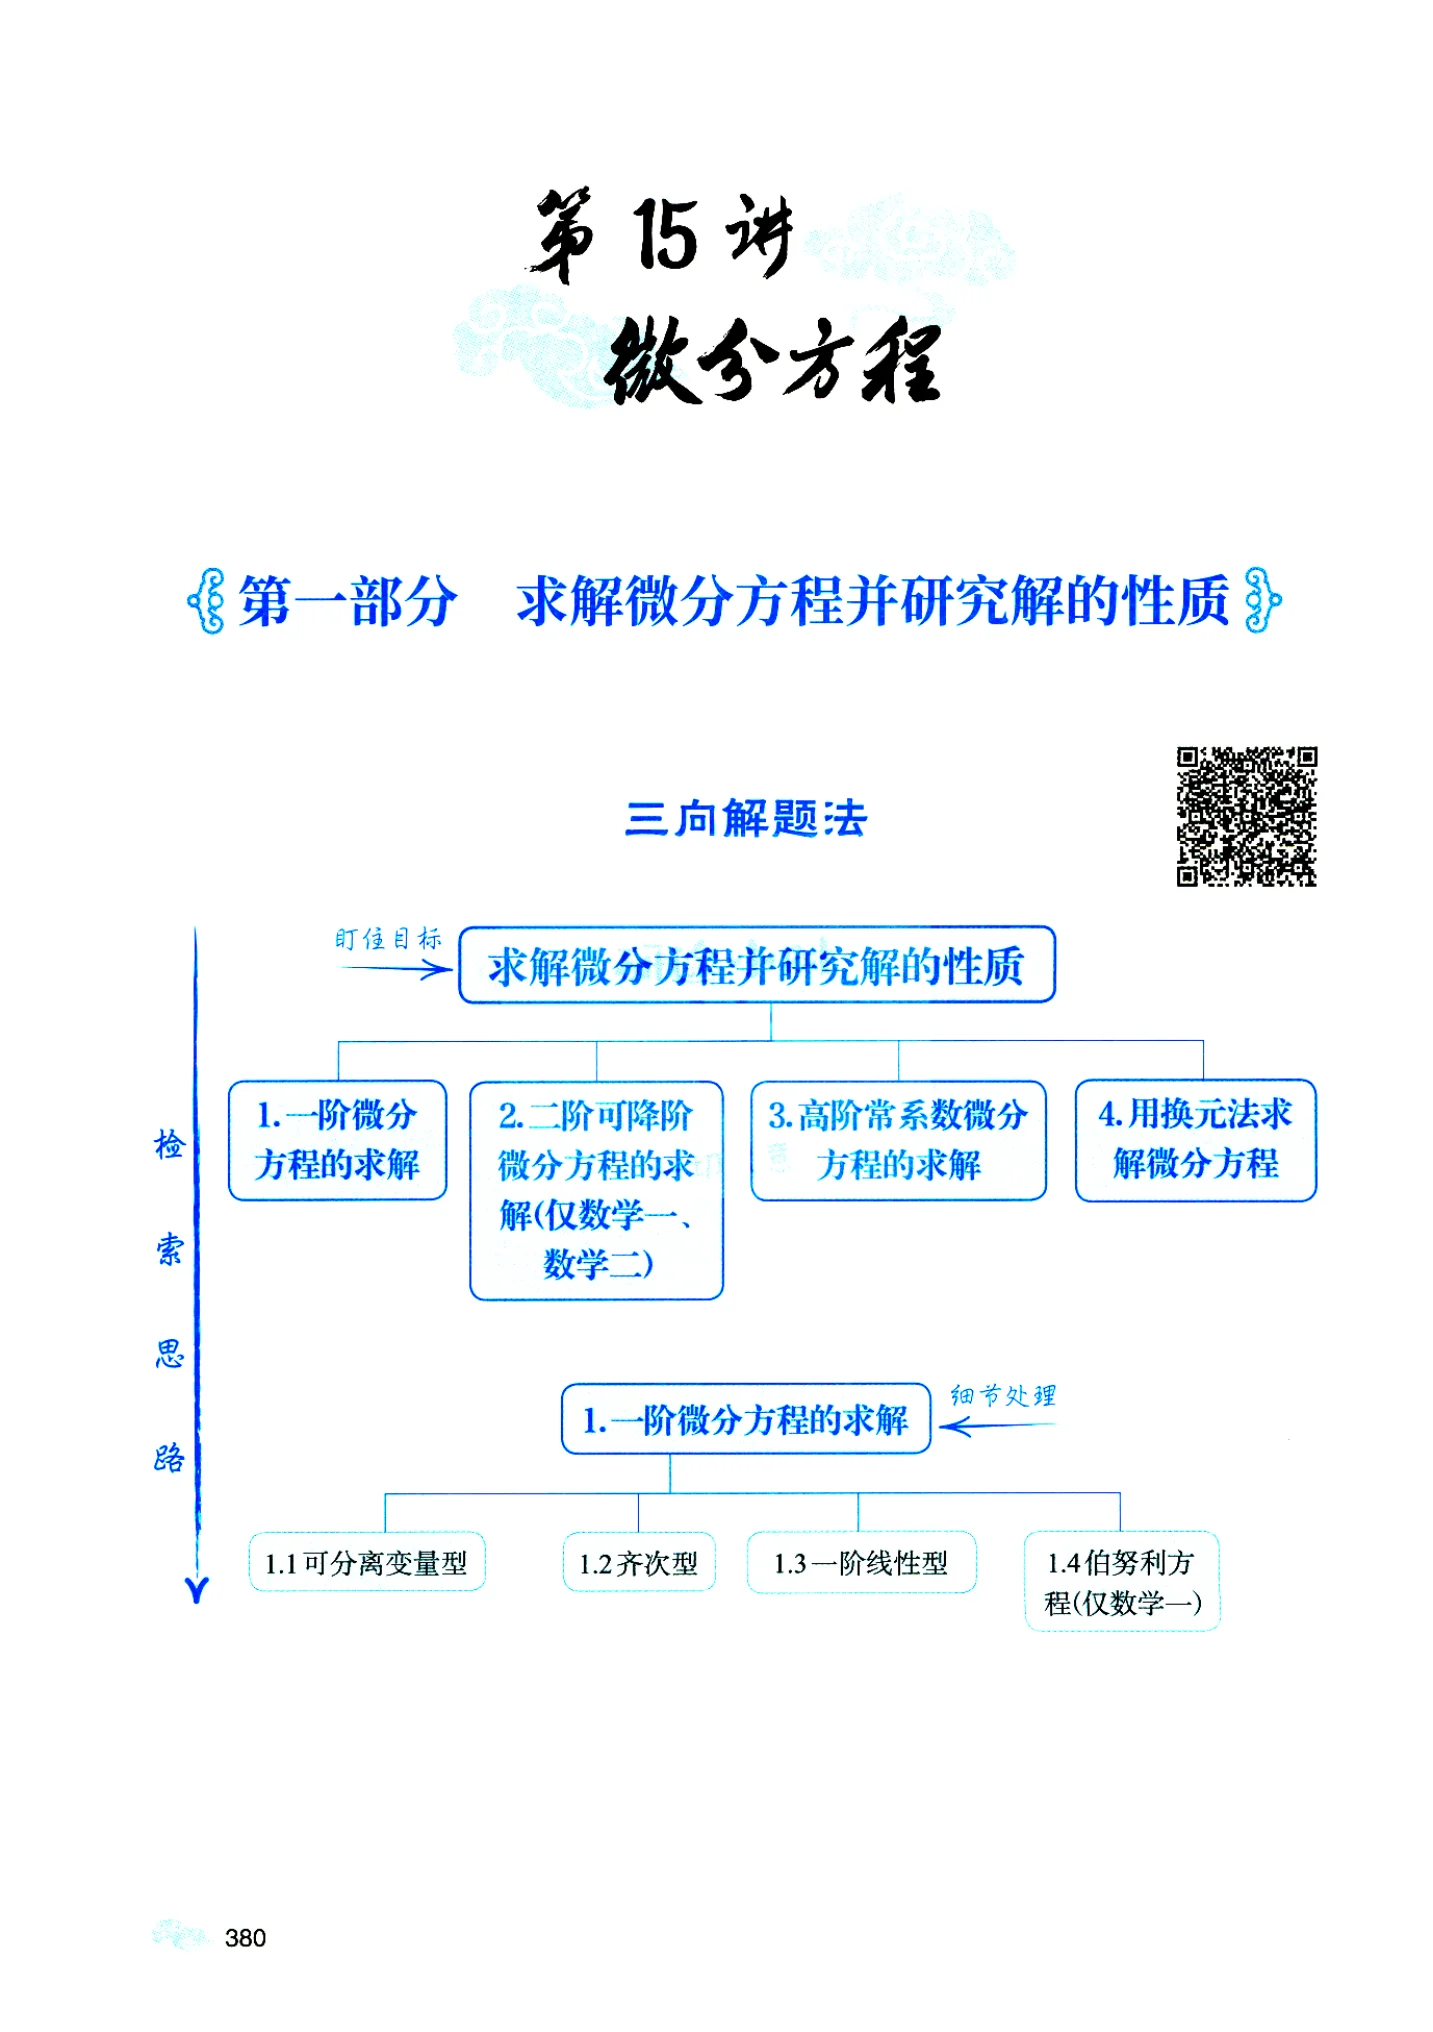 第15讲
微分方程
第一部分 求解微分方程并研究解的性质
三向解题法
盯住目标
求解微分方程并研究解的性质
1.一阶微分
方程的求解
2.二阶可降阶
微分方程的求
解(仅数学一、
数学二)
3.高阶常系数微分
方程的求解
4.用换元法求
解微分方程
检
索
思
路
1.一阶微分方程的求解
细节处理
1.1可分离变量型
1.2齐次型
1.3一阶线性型
1.4伯努利方
程(仅数学一)
380